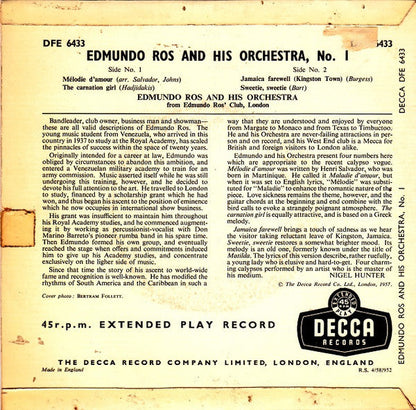 DFE 6433
6433
EDMUNDO ROS AND HIS ORCHESTRA, No. 1
Side No. 1
Mélodie d'amour (arr. Salvador, Johns)
The carnation girl (Hadjidakis)
Side No. 2
Jamaica farewell (Kingston Town) (Burgess)
Sweetie, sweetie (Bart)
EDMUNDO ROS AND HIS ORCHESTRA
from Edmundo Ros' Club, London
Bandleader, club owner, business man and showman—
these are all valid descriptions of Edmundo Ros. The
young music student from Venezuela, who arrived in this
country in 1937 to study at the Royal Academy, has scaled
the pinnacles of success within the space of twenty years.
Originally intended for a career at law, Edmundo was
obliged by circumstances to abandon this ambition, and
entered a Venezuelan military academy to train for an
army commission. Music asserted itself while he was still
undergoing this training, however, and he determined to
devote his full attention to the art. He travelled to London
to study, financed by a scholarship grant which he had
won, and thus began his ascent to the position of eminence
which he now occupies in international music.
His grant was insufficient to maintain him throughout
his Royal Academy studies, and he commenced augment-
ing it by working as percussionist-vocalist with Don
Marino Barreto's pioneer rumba band in his spare time.
Then Edmundo formed his own group, and eventually
reached the stage when offers and commitments induced
him to give up his Academy studies, and concentrate
exclusively on the lighter side of music.
Since that time the story of his ascent to world-wide
fame and recognition is well-known. He has modified the
rhythms of South America and the Caribbean in such a
way that they are understood and enjoyed by everyone
from Margate to Monaco and from Texas to Timbuctoo.
He and his Orchestra are never-failing attractions in per-
son and on record, and his West End club is a Mecca for
British and foreign visitors to London alike.
Edmundo and his Orchestra present four numbers here
which are appropriate to the recent calypso vogue.
Mélodie d'amour was written by Henri Salvador, who was
born in Martinique. He called it Maladie d'amour, but
when it was set to English lyrics, "Mélodie" was substi-
tuted for "Maladie" to enhance the romantic nature of the
piece. Love sickness remains the theme, however, and the
guitar chords at the beginning and end combine with the
bird calls to evoke a strangely poignant atmosphere. The
carnation girl is equally attractive, and is based on a Greek
melody.
Jamaica farewell brings a touch of sadness as we hear
the visitor taking reluctant leave of Kingston, Jamaica.
Sweetie, sweetie restores a somewhat brighter mood. Its
melody is an old one, formerly known under the title of
Matilda. The lyrics of this version describe, rather ruefully,
a young lady who is elusive and hard-to-get. Four charm-
ing calypsos performed by an artist who is the master of
his medium.
NIGEL HUNTER
© The Decca Record Co. Ltd., London, 1957.
Cover photo: BERTRAM FOLLETT.
45 r.p.m. EXTENDED PLAY RECORD
EXTENDED PLAY
45
DECCA
RECORDS
THE DECCA RECORD COMPANY LIMITED, LONDON, ENGLAND
Made in England
R.S. 4/58/952
DECCA DFE 6433
EDMUNDO ROS AND HIS ORCHESTRA, No. 1